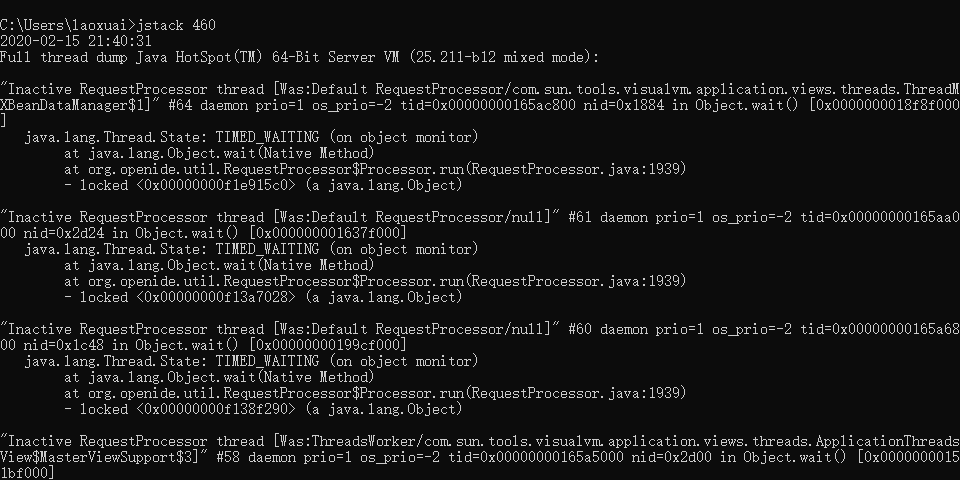 C:\Users\laoxuai>jstack 460
2020-02-15 21:40:31
Full thread dump Java HotSpot(TM) 64-Bit Server VM (25.211-b12 mixed mode):
"Inactive RequestProcessor thread [Was:Default RequestProcessor/com.sun.tools.visualvm.application.views.threads.ThreadM
XBeanDataManager$1]" #64 daemon prio=1 os_prio=-2 tid=0x00000000165ac800 nid=0x1884 in Object.wait() [0x0000000018f8f000
]
   java.lang.Thread.State: TIMED_WAITING (on object monitor)
        at java.lang.Object.wait(Native Method)
        at org.openide.util.RequestProcessor$Processor.run(RequestProcessor.java:1939)
        - locked <0x00000000f1e915c0> (a java.lang.Object)
"Inactive RequestProcessor thread [Was:Default RequestProcessor/null]" #61 daemon prio=1 os_prio=-2 tid=0x00000000165aa0
00 nid=0x2d24 in Object.wait() [0x000000001637f000]
   java.lang.Thread.State: TIMED_WAITING (on object monitor)
        at java.lang.Object.wait(Native Method)
        at org.openide.util.RequestProcessor$Processor.run(RequestProcessor.java:1939)
        - locked <0x00000000f13a7028> (a java.lang.Object)
"Inactive RequestProcessor thread [Was:Default RequestProcessor/null]" #60 daemon prio=1 os_prio=-2 tid=0x00000000165a68
00 nid=0x1c48 in Object.wait() [0x00000000199cf000]
   java.lang.Thread.State: TIMED_WAITING (on object monitor)
        at java.lang.Object.wait(Native Method)
        at org.openide.util.RequestProcessor$Processor.run(RequestProcessor.java:1939)
        - locked <0x00000000f138f290> (a java.lang.Object)
"Inactive RequestProcessor thread [Was:ThreadsWorker/com.sun.tools.visualvm.application.views.threads.ApplicationThreads
View$MasterViewSupport$3]" #58 daemon prio=1 os_prio=-2 tid=0x00000000165a5000 nid=0x2d00 in Object.wait() [0x000000001​5
1bf000]